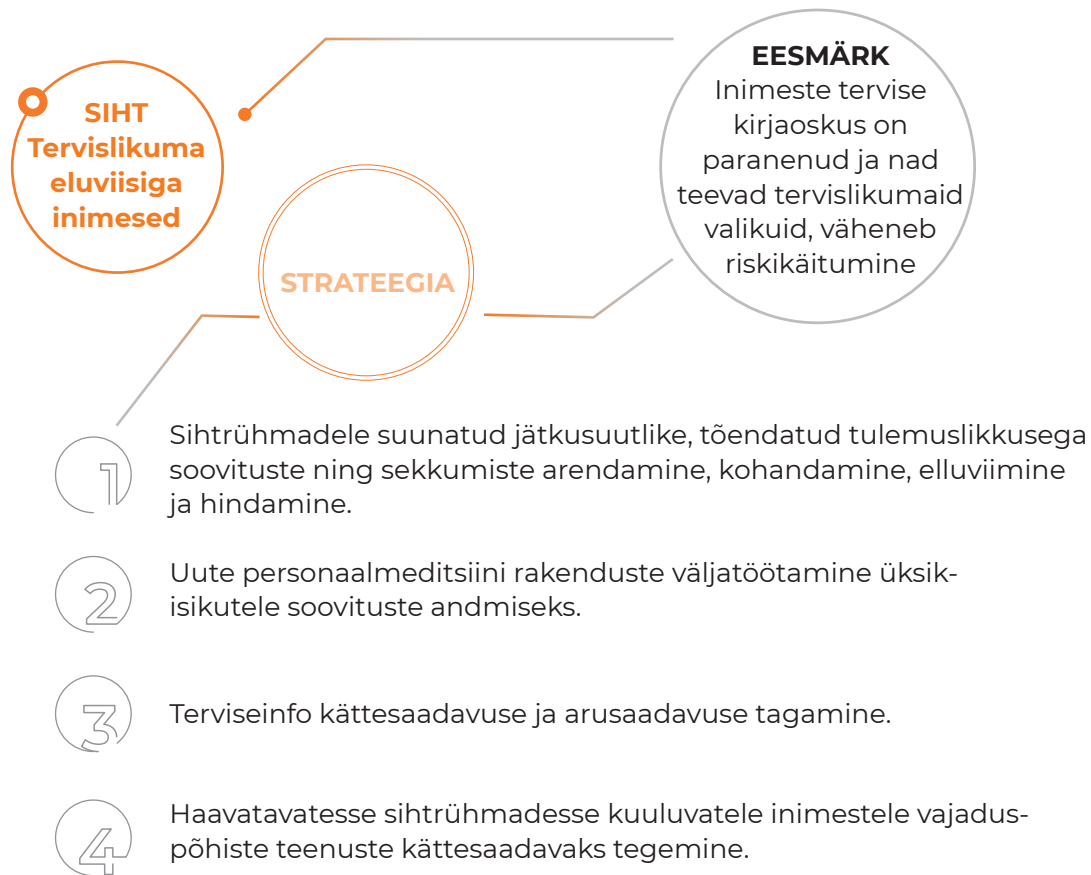 SIHT
Tervislikuma
eluviisiga
inimesed
EESMÄRK
Inimeste tervise
kirjaoskus on
paranenud ja nad
teevad tervislikumaid
valikuid, väheneb
riskikäitumine
STRATEEGIA
1
Sihtrühmadele suunatud jätkusuutlike, tõendatud tulemuslikkusega
soovituste ning sekkumiste arendamine, kohandamine, elluviimine
ja hindamine.
2
Uute personaalmeditsiini rakenduste väljatöötamine üksik-
isikutele soovituste andmiseks.
3
Terviseinfo kättesaadavuse ja arusaadavuse tagamine.
4
Haavatavatesse sihtrühmadesse kuuluvatele inimestele vajadus-
põhiste teenuste kättesaadavaks tegemine.